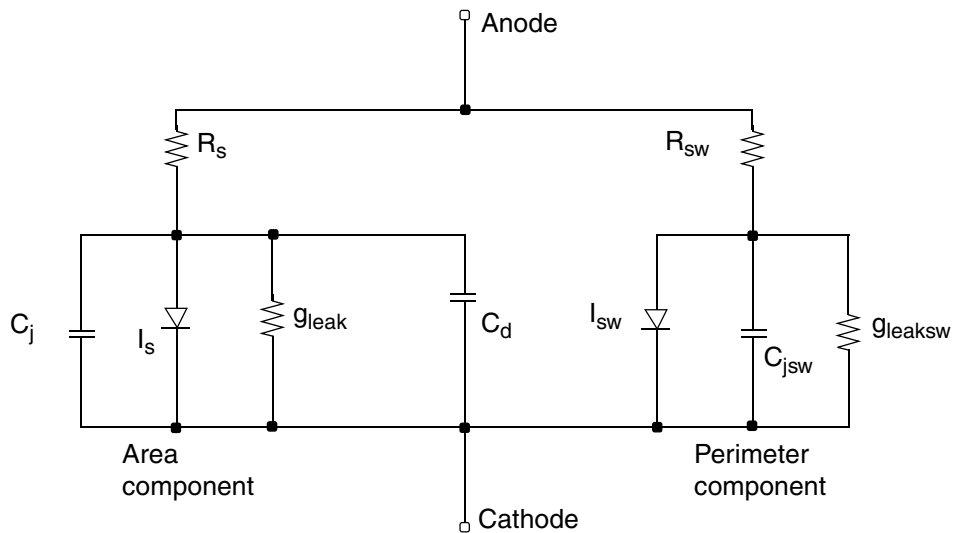 Anode
Rs
Rsw
Cj
Is
gleak
Cd
Isw
Cjsw
gleaksw
Area
component
Perimeter
component
Cathode